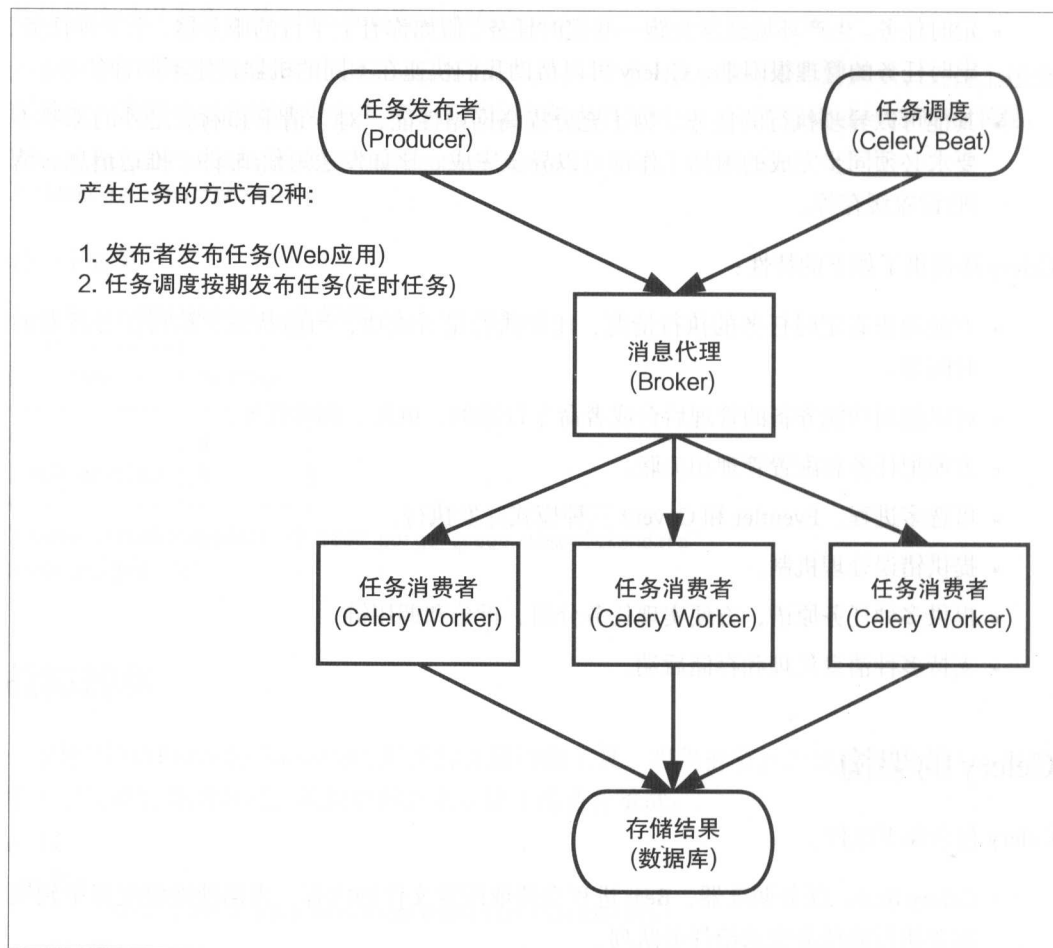 任务发布者
(Producer)
任务调度
(Celery Beat)
产生任务的方式有2种:
1. 发布者发布任务(Web应用)
2. 任务调度按期发布任务(定时任务)
消息代理
(Broker)
任务消费者
(Celery Worker)
任务消费者
(Celery Worker)
任务消费者
(Celery Worker)
存储结果
(数据库)